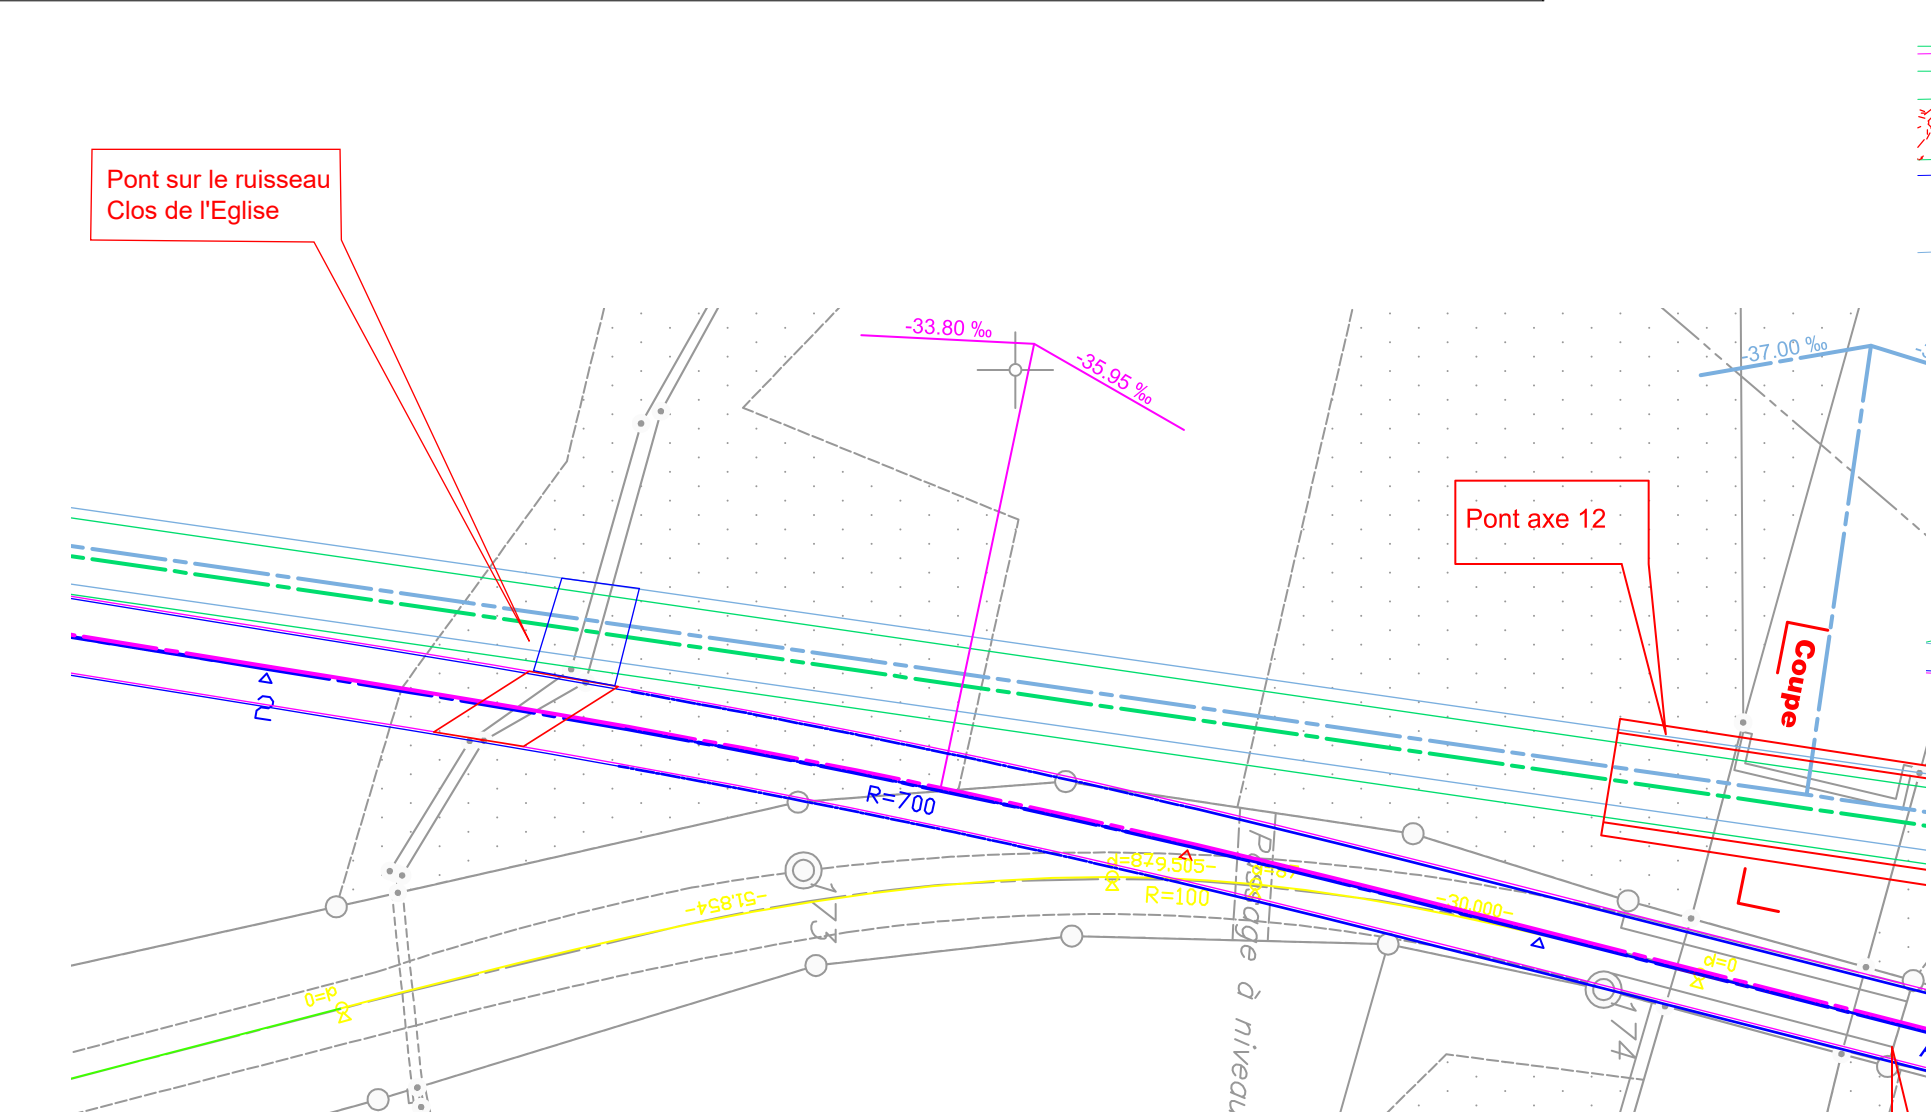 Pont sur le ruisseau
Clos de l'Eglise
-33.80 ‰
-35.95 ‰
-37.00 ‰
Pont axe 12
Coupe
R=700
d=879.505-
R=100
-51.854-
-30.000-
d=0
d=0
173
174
Passage à niveau